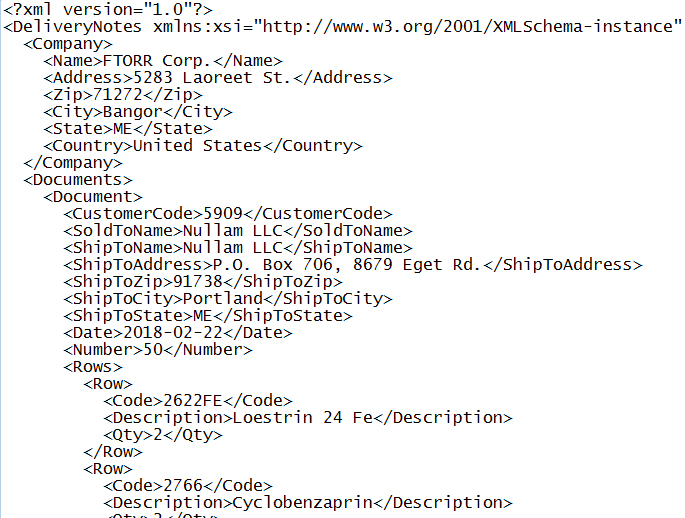 <?xml version="1.0"?>
<DeliveryNotes xmlns:xsi="http://www.w3.org/2001/XMLSchema-instance"
<Company>
<Name>FTORR Corp.</Name>
<Address>5283 Laoreet St.</Address>
<Zip>71272</Zip>
<City>Bangor</City>
<State>ME</State>
<Country>United States</Country>
</Company>
<Documents>
<Document>
<CustomerCode>5909</CustomerCode>
<SoldToName>Nullam LLC</SoldToName>
<ShipToName>Nullam LLC</ShipToName>
<ShipToAddress>P.O. Box 706, 8679 Eget Rd.</ShipToAddress>
<ShipToZip>91738</ShipToZip>
<ShipToCity>Portland</ShipToCity>
<ShipToState>ME</ShipToState>
<Date>2018-02-22</Date>
<Number>50</Number>
<Rows>
<Row>
<Code>2622FE</Code>
<Description>Loestrin 24 Fe</Description>
<Qty>2</Qty>
</Row>
<Row>
<Code>2766</Code>
<Description>Cyclobenzaprin</Description>